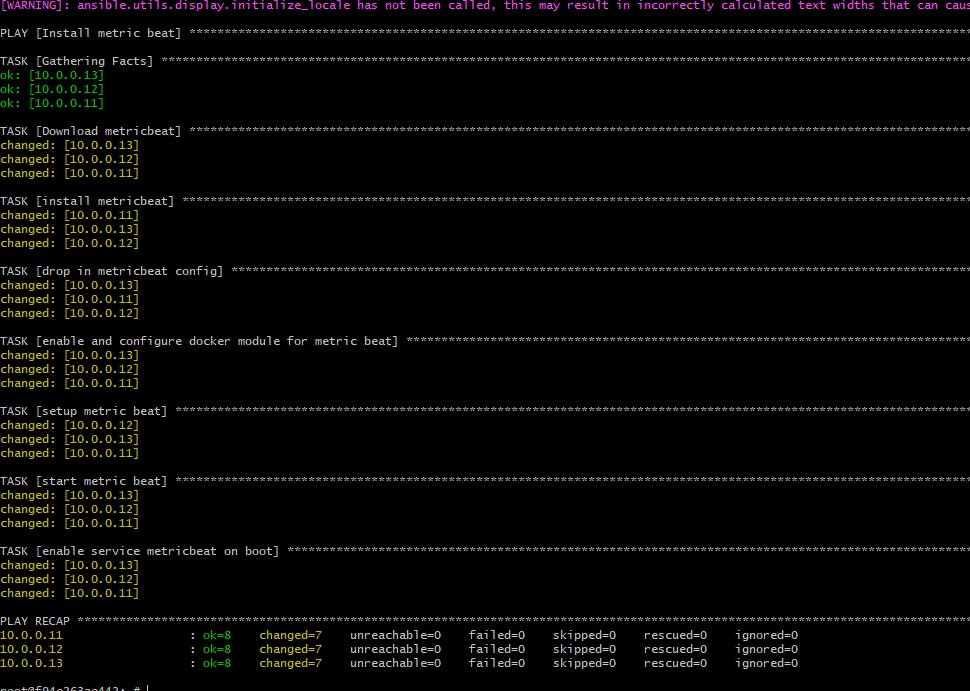 [WARNING]: ansible.utils.display.initialize_locale has not been called, this may result in incorrectly calculated text widths that can caus
PLAY [Install metric beat] ****************************************************************************************************************
TASK [Gathering Facts] ********************************************************************************************************************
ok: [10.0.0.13]
ok: [10.0.0.12]
ok: [10.0.0.11]
TASK [Download metricbeat] ****************************************************************************************************************
changed: [10.0.0.13]
changed: [10.0.0.12]
changed: [10.0.0.11]
TASK [install metricbeat] *****************************************************************************************************************
changed: [10.0.0.11]
changed: [10.0.0.13]
changed: [10.0.0.12]
TASK [drop in metricbeat config] **********************************************************************************************************
changed: [10.0.0.13]
changed: [10.0.0.11]
changed: [10.0.0.12]
TASK [enable and configure docker module for metric beat] *********************************************************************************
changed: [10.0.0.13]
changed: [10.0.0.12]
changed: [10.0.0.11]
TASK [setup metric beat] ******************************************************************************************************************
changed: [10.0.0.12]
changed: [10.0.0.13]
changed: [10.0.0.11]
TASK [start metric beat] ******************************************************************************************************************
changed: [10.0.0.13]
changed: [10.0.0.12]
changed: [10.0.0.11]
TASK [enable service metricbeat on boot] **************************************************************************************************
changed: [10.0.0.13]
changed: [10.0.0.12]
changed: [10.0.0.11]
PLAY RECAP ********************************************************************************************************************************
10.0.0.11 : ok=8 changed=7 unreachable=0 failed=0 skipped=0 rescued=0 ignored=0
10.0.0.12 : ok=8 changed=7 unreachable=0 failed=0 skipped=0 rescued=0 ignored=0
10.0.0.13 : ok=8 changed=7 unreachable=0 failed=0 skipped=0 rescued=0 ignored=0